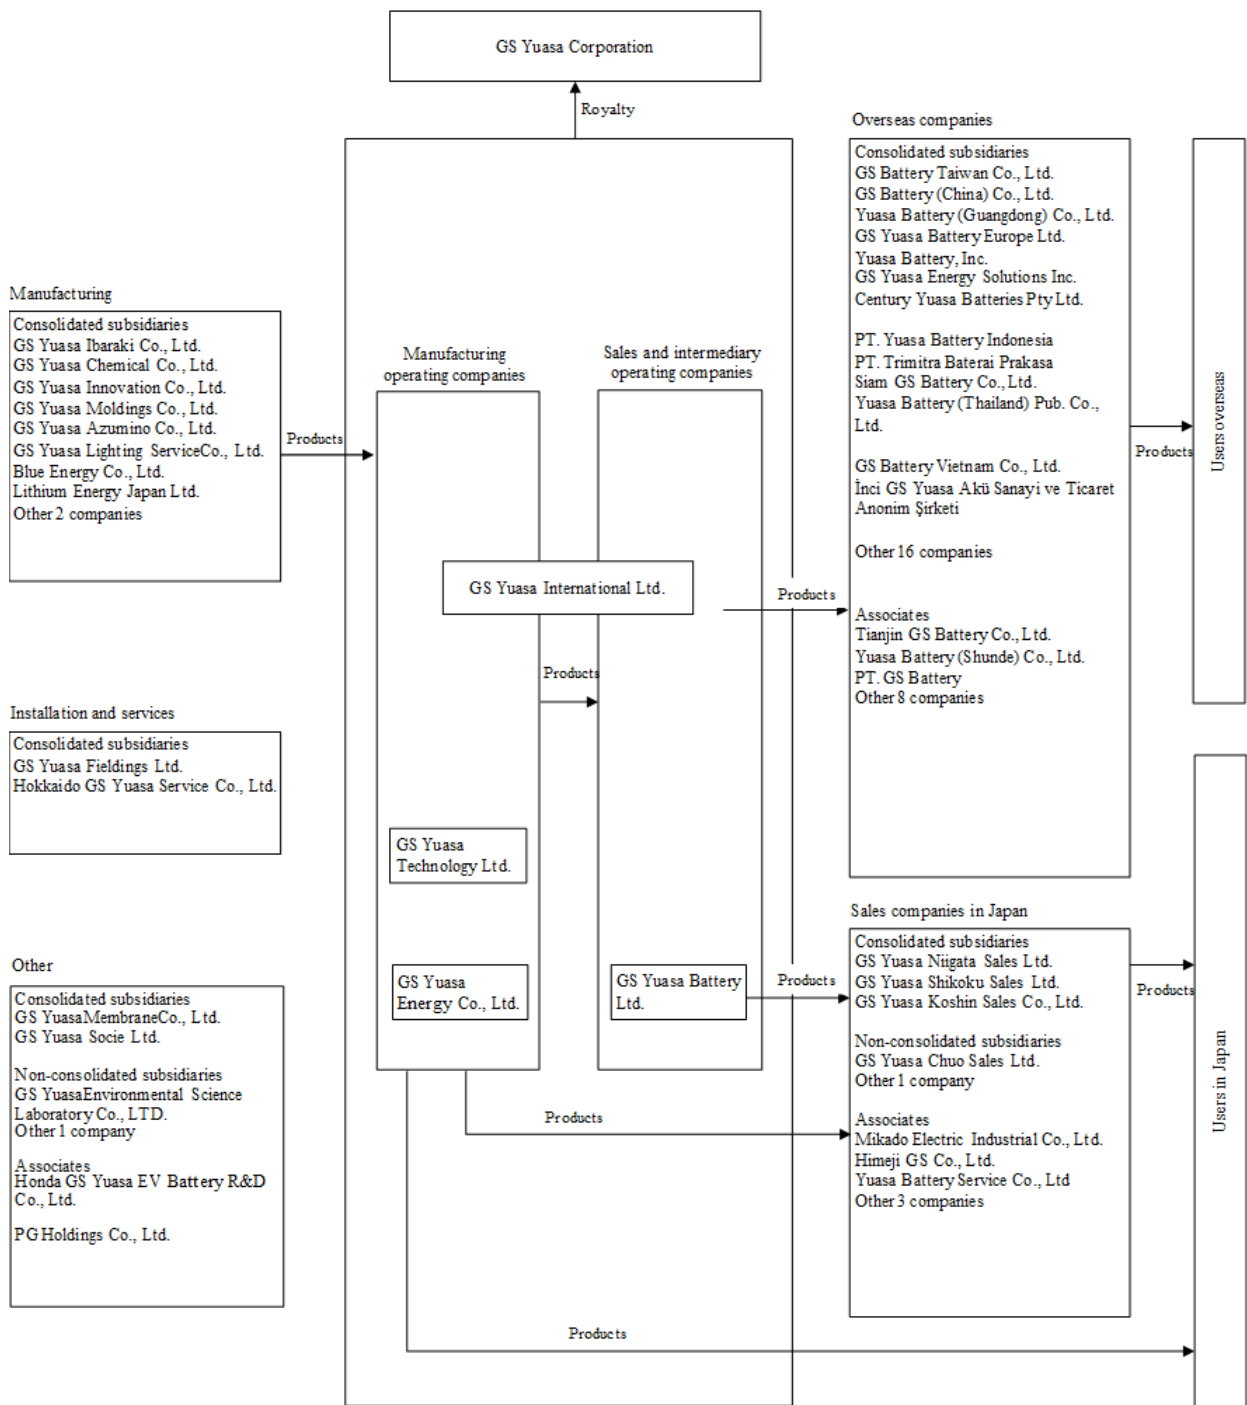 GS Yuasa Corporation
Royalty
Manufacturing
Consolidated subsidiaries
GS Yuasa Ibaraki Co., Ltd.
GS Yuasa Chemical Co., Ltd.
GS Yuasa Innovation Co., Ltd.
GS Yuasa Moldings Co., Ltd.
GS Yuasa Azumino Co., Ltd.
GS Yuasa Lighting ServiceCo., Ltd.
Blue Energy Co., Ltd.
Lithium Energy Japan Ltd.
Other 2 companies
Products
Installation and services
Consolidated subsidiaries
GS Yuasa Fieldings Ltd.
Hokkaido GS Yuasa Service Co., Ltd.
Other
Consolidated subsidiaries
GS YuasaMembraneCo., Ltd.
GS Yuasa Socie Ltd.
Non-consolidated subsidiaries
GS YuasaEnvironmental Science
Laboratory Co., LTD.
Other 1 company
Associates
Honda GS Yuasa EV Battery R&D
Co., Ltd.
PG Holdings Co., Ltd.
Manufacturing
operating companies
Sales and intermediary
operating companies
GS Yuasa International Ltd.
Products
GS Yuasa
Technology Ltd.
GS Yuasa
Energy Co., Ltd.
GS Yuasa Battery
Ltd.
Products
Products
Products
Products
Overseas companies
Consolidated subsidiaries
GS Battery Taiwan Co., Ltd.
GS Battery (China) Co., Ltd.
Yuasa Battery (Guangdong) Co., Ltd.
GS Yuasa Battery Europe Ltd.
Yuasa Battery, Inc.
GS Yuasa Energy Solutions Inc.
Century Yuasa Batteries Pty Ltd.
PT. Yuasa Battery Indonesia
PT. Trimitra Baterai Prakasa
Siam GS Battery Co., Ltd.
Yuasa Battery (Thailand) Pub. Co.,
Ltd.
GS Battery Vietnam Co., Ltd.
İnci GS Yuasa Akü Sanayi ve Ticaret
Anonim Şirketi
Other 16 companies
Associates
Tianjin GS Battery Co., Ltd.
Yuasa Battery (Shunde) Co., Ltd.
PT. GS Battery
Other 8 companies
Products
Users overseas
Sales companies in Japan
Consolidated subsidiaries
GS Yuasa Niigata Sales Ltd.
GS Yuasa Shikoku Sales Ltd.
GS Yuasa Koshin Sales Co., Ltd.
Non-consolidated subsidiaries
GS Yuasa Chuo Sales Ltd.
Other 1 company
Associates
Mikado Electric Industrial Co., Ltd.
Himeji GS Co., Ltd.
Yuasa Battery Service Co., Ltd
Other 3 companies
Products
Users in Japan